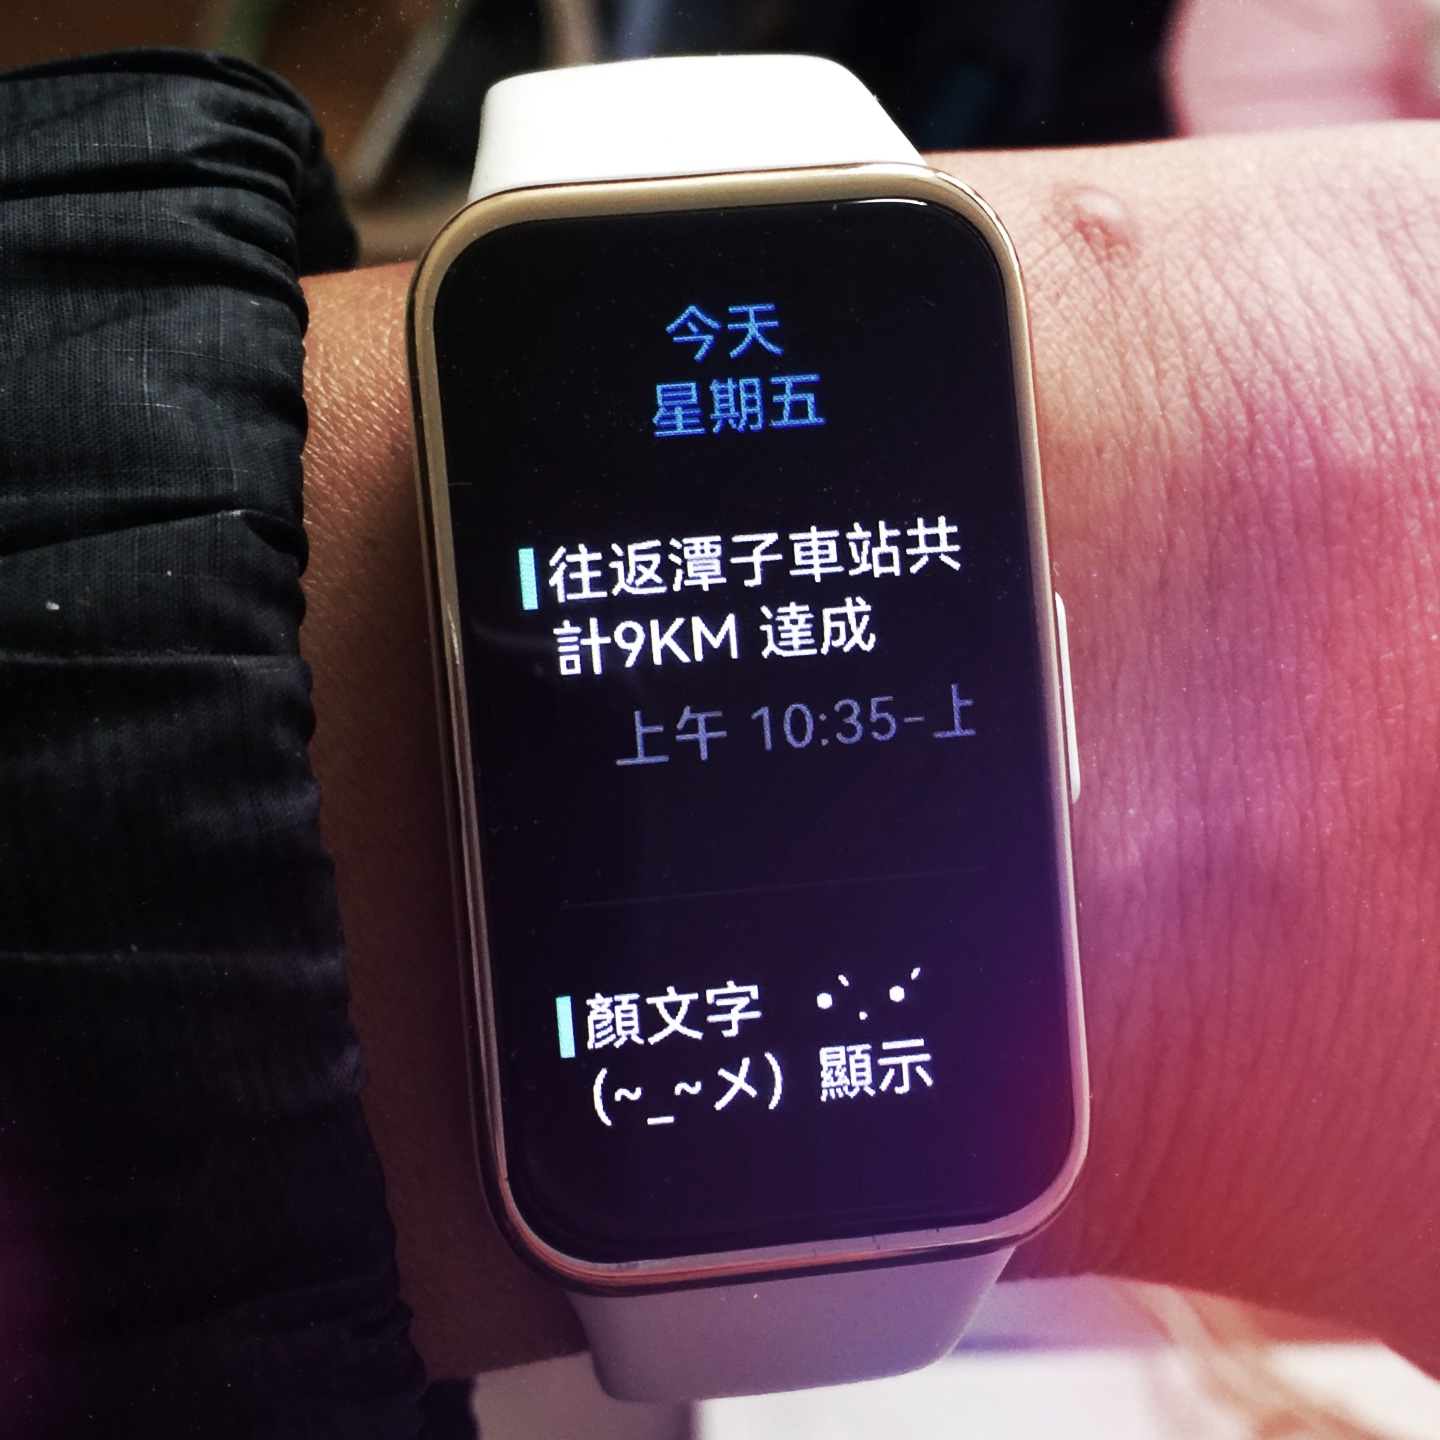 今天
星期五
往返潭子車站共
計9KM 達成
上午 10:35-上
顏文字 •`. •´
(~_~メ) 顯示